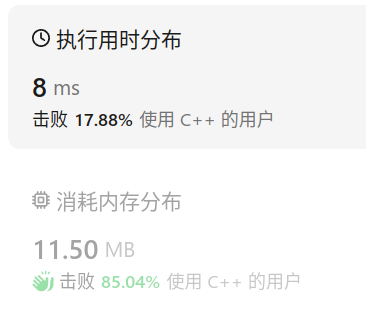 执行用时分布
8 ms
击败 17.88% 使用 C++ 的用户
消耗内存分布
11.50 MB
击败 85.04% 使用 C++ 的用户